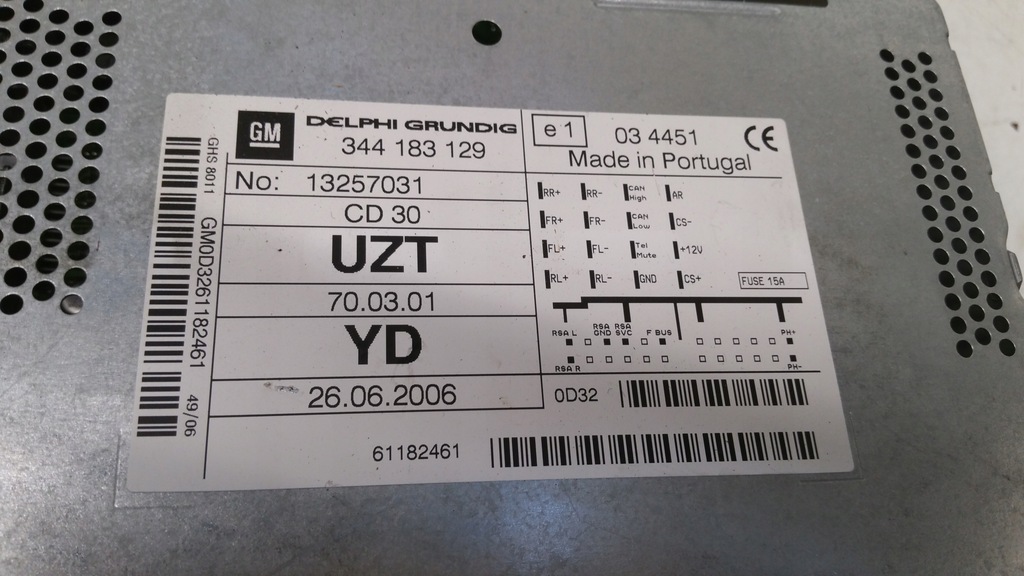 GM DELPHI GRUNDIG
344 183 129
No: 13257031
CD 30
UZT
70.03.01
YD
26.06.2006
61182461
e1 03 4451 CE
Made in Portugal
RR+ RR- CAN High AR
FR+ FR- CAN Low CS-
FL+ FL- Tel Mute +12V
RL+ RL- GND CS+ FUSE 15A
RSA L RSA GND RSA SVC F BUS PH+
RSA R PH-
0D32
GHS 8011
GM0D3261182461
49/06